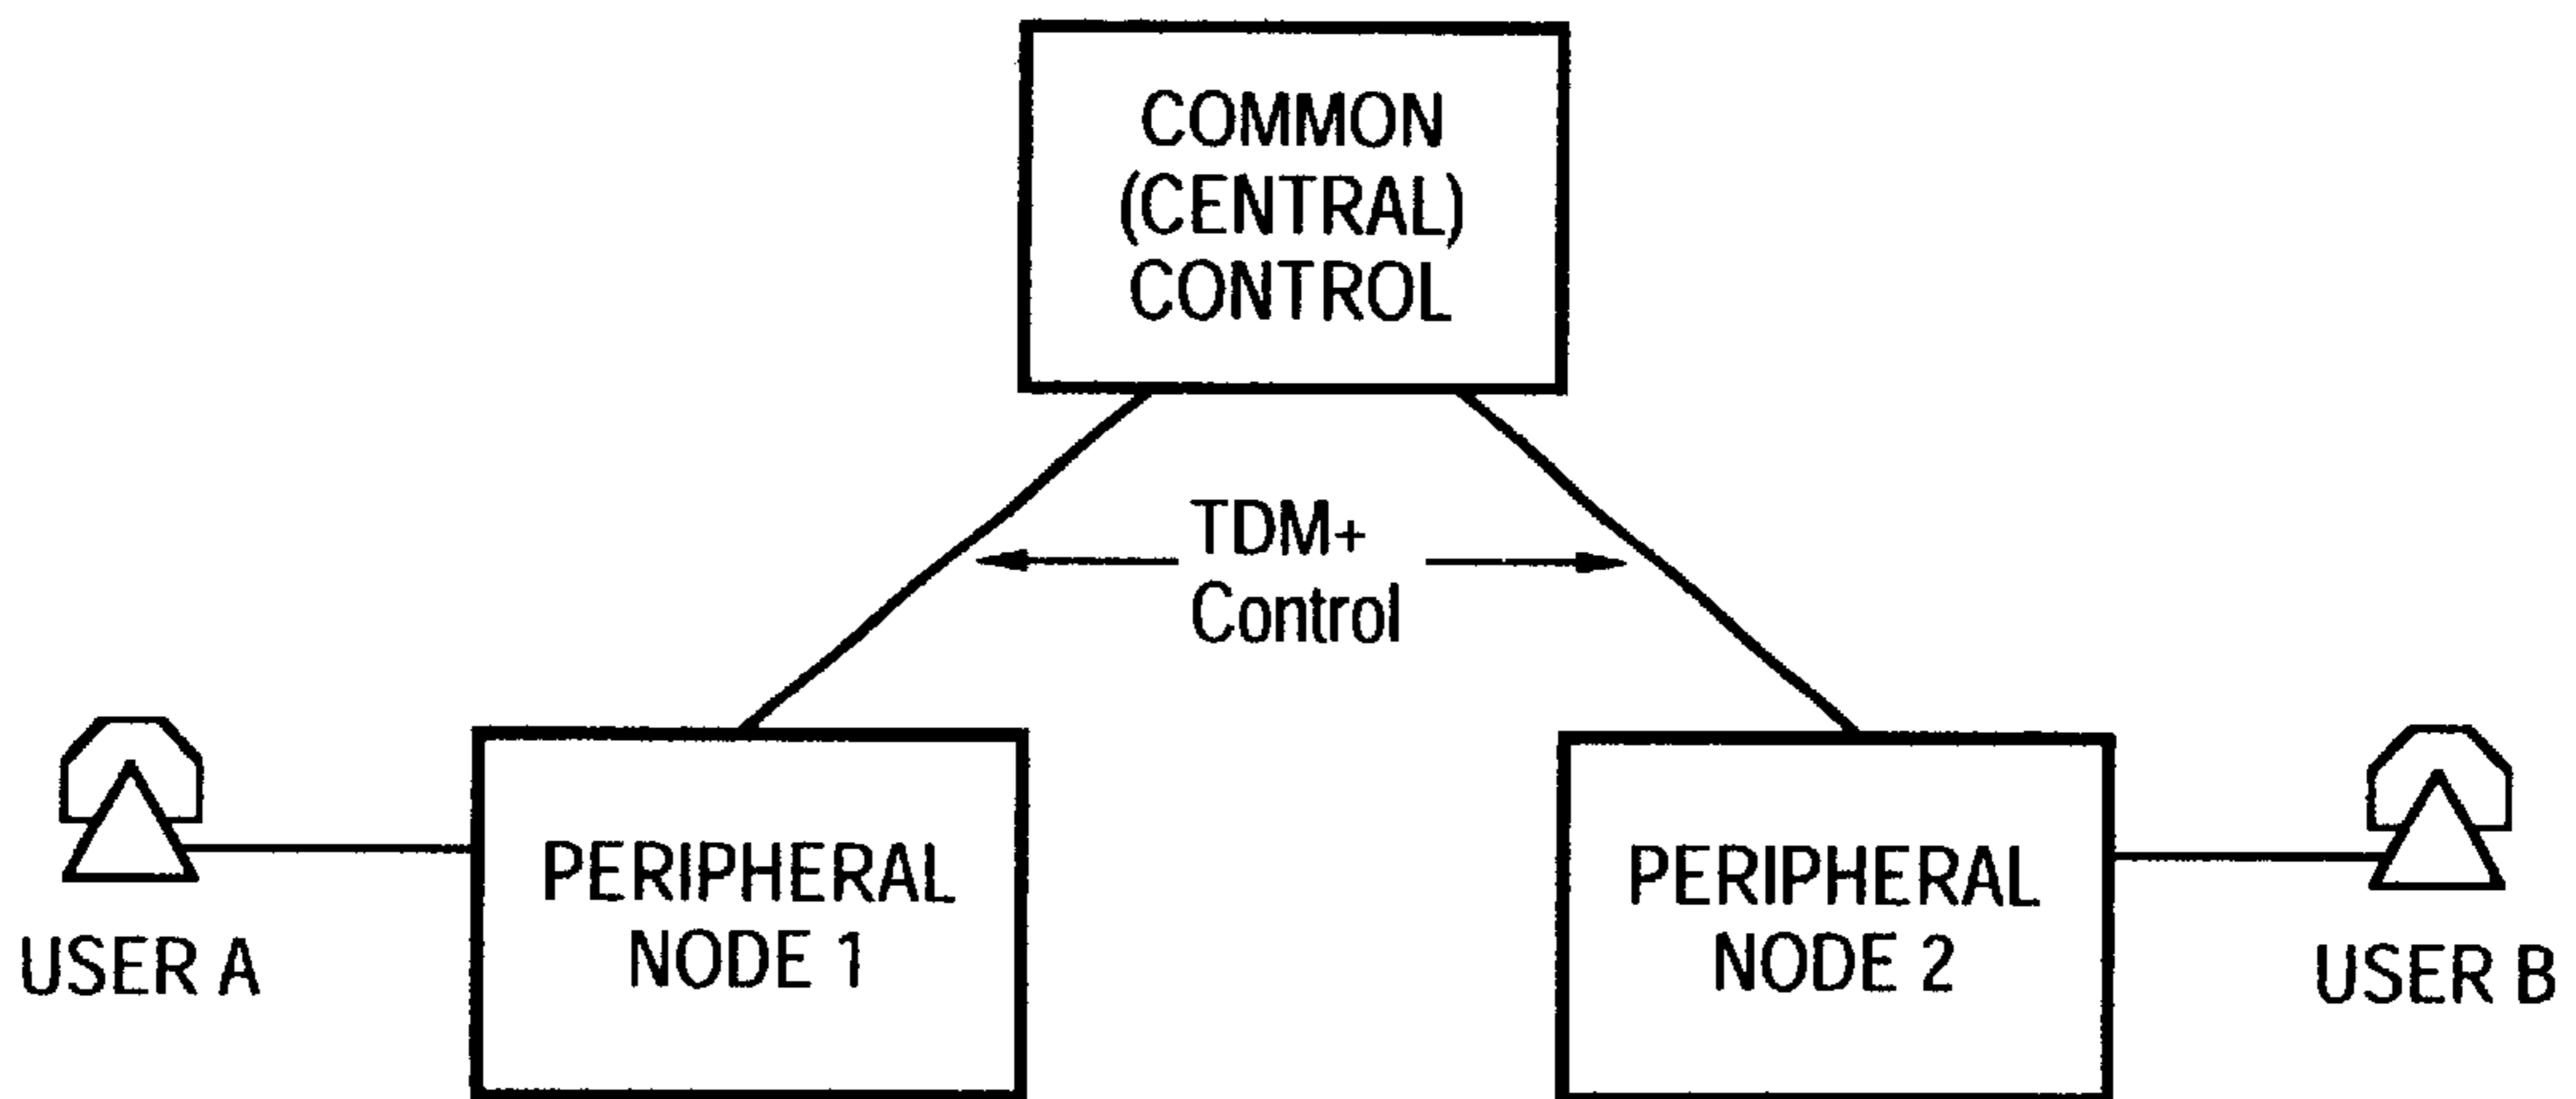 COMMON
(CENTRAL)
CONTROL
TDM+
Control
PERIPHERAL
NODE 1
PERIPHERAL
NODE 2
USER A
USER B